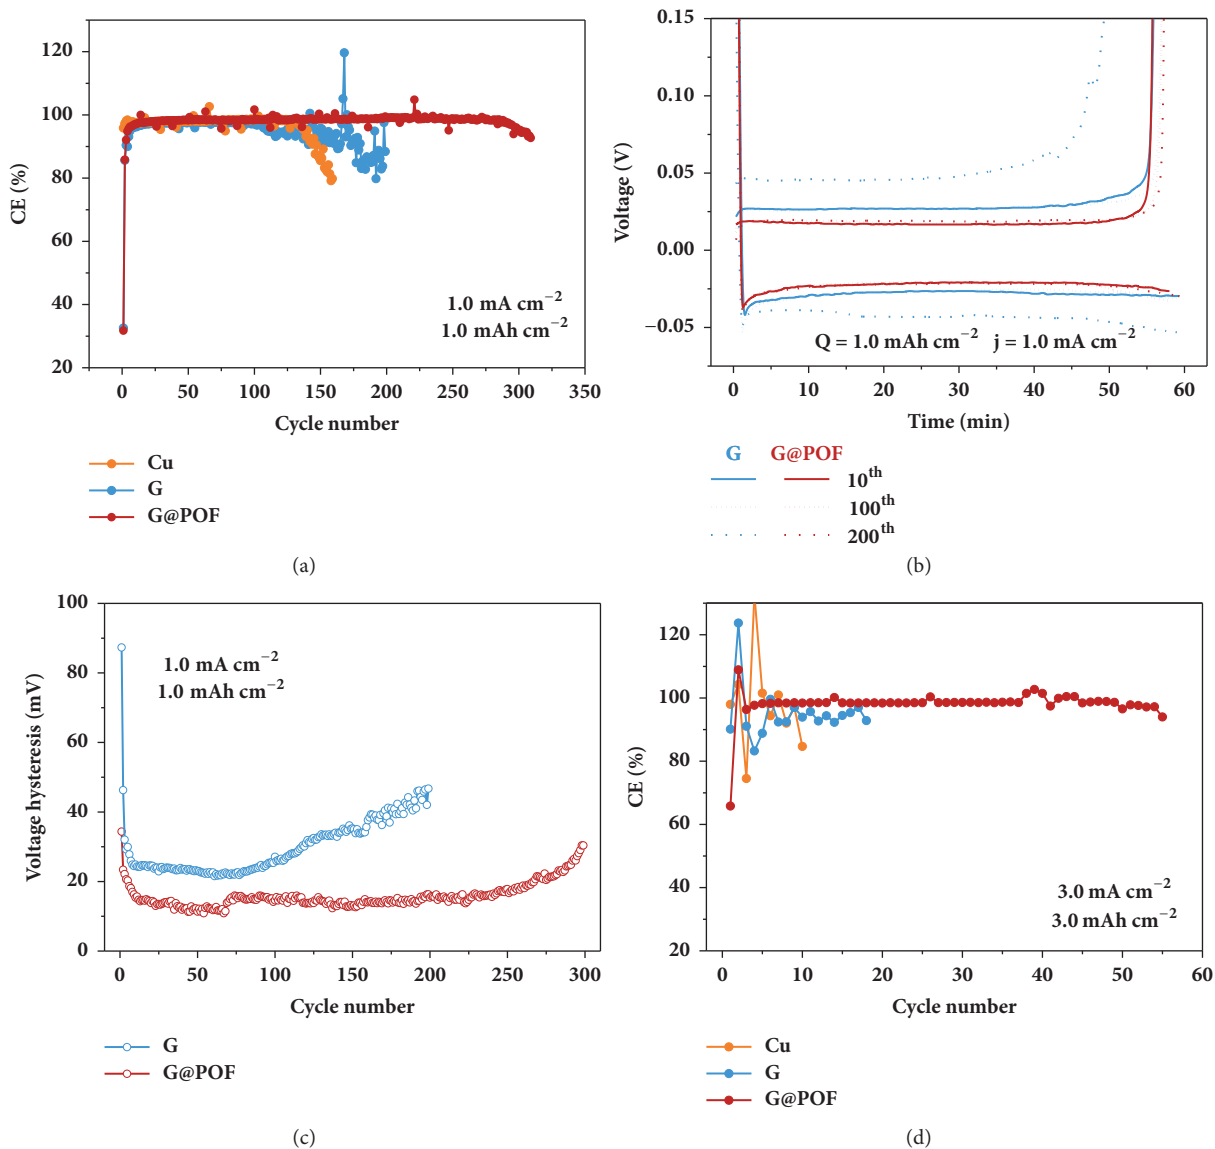 120
100
80
60
40
20
CE (%)
0
50
100
150
200
250
300
350
Cycle number
1.0 mA cm−2
1.0 mAh cm−2
Cu
G
G@POF
(a)
0.15
0.10
0.05
0.00
−0.05
Voltage (V)
Q = 1.0 mAh cm−2 j = 1.0 mA cm−2
0
10
20
30
40
50
60
Time (min)
G G@POF
10th
100th
200th
(b)
100
80
60
40
20
0
Voltage hysteresis (mV)
1.0 mA cm−2
1.0 mAh cm−2
0
50
100
150
200
250
300
Cycle number
G
G@POF
(c)
120
100
80
60
40
20
CE (%)
3.0 mA cm−2
3.0 mAh cm−2
0
10
20
30
40
50
60
Cycle number
Cu
G
G@POF
(d)